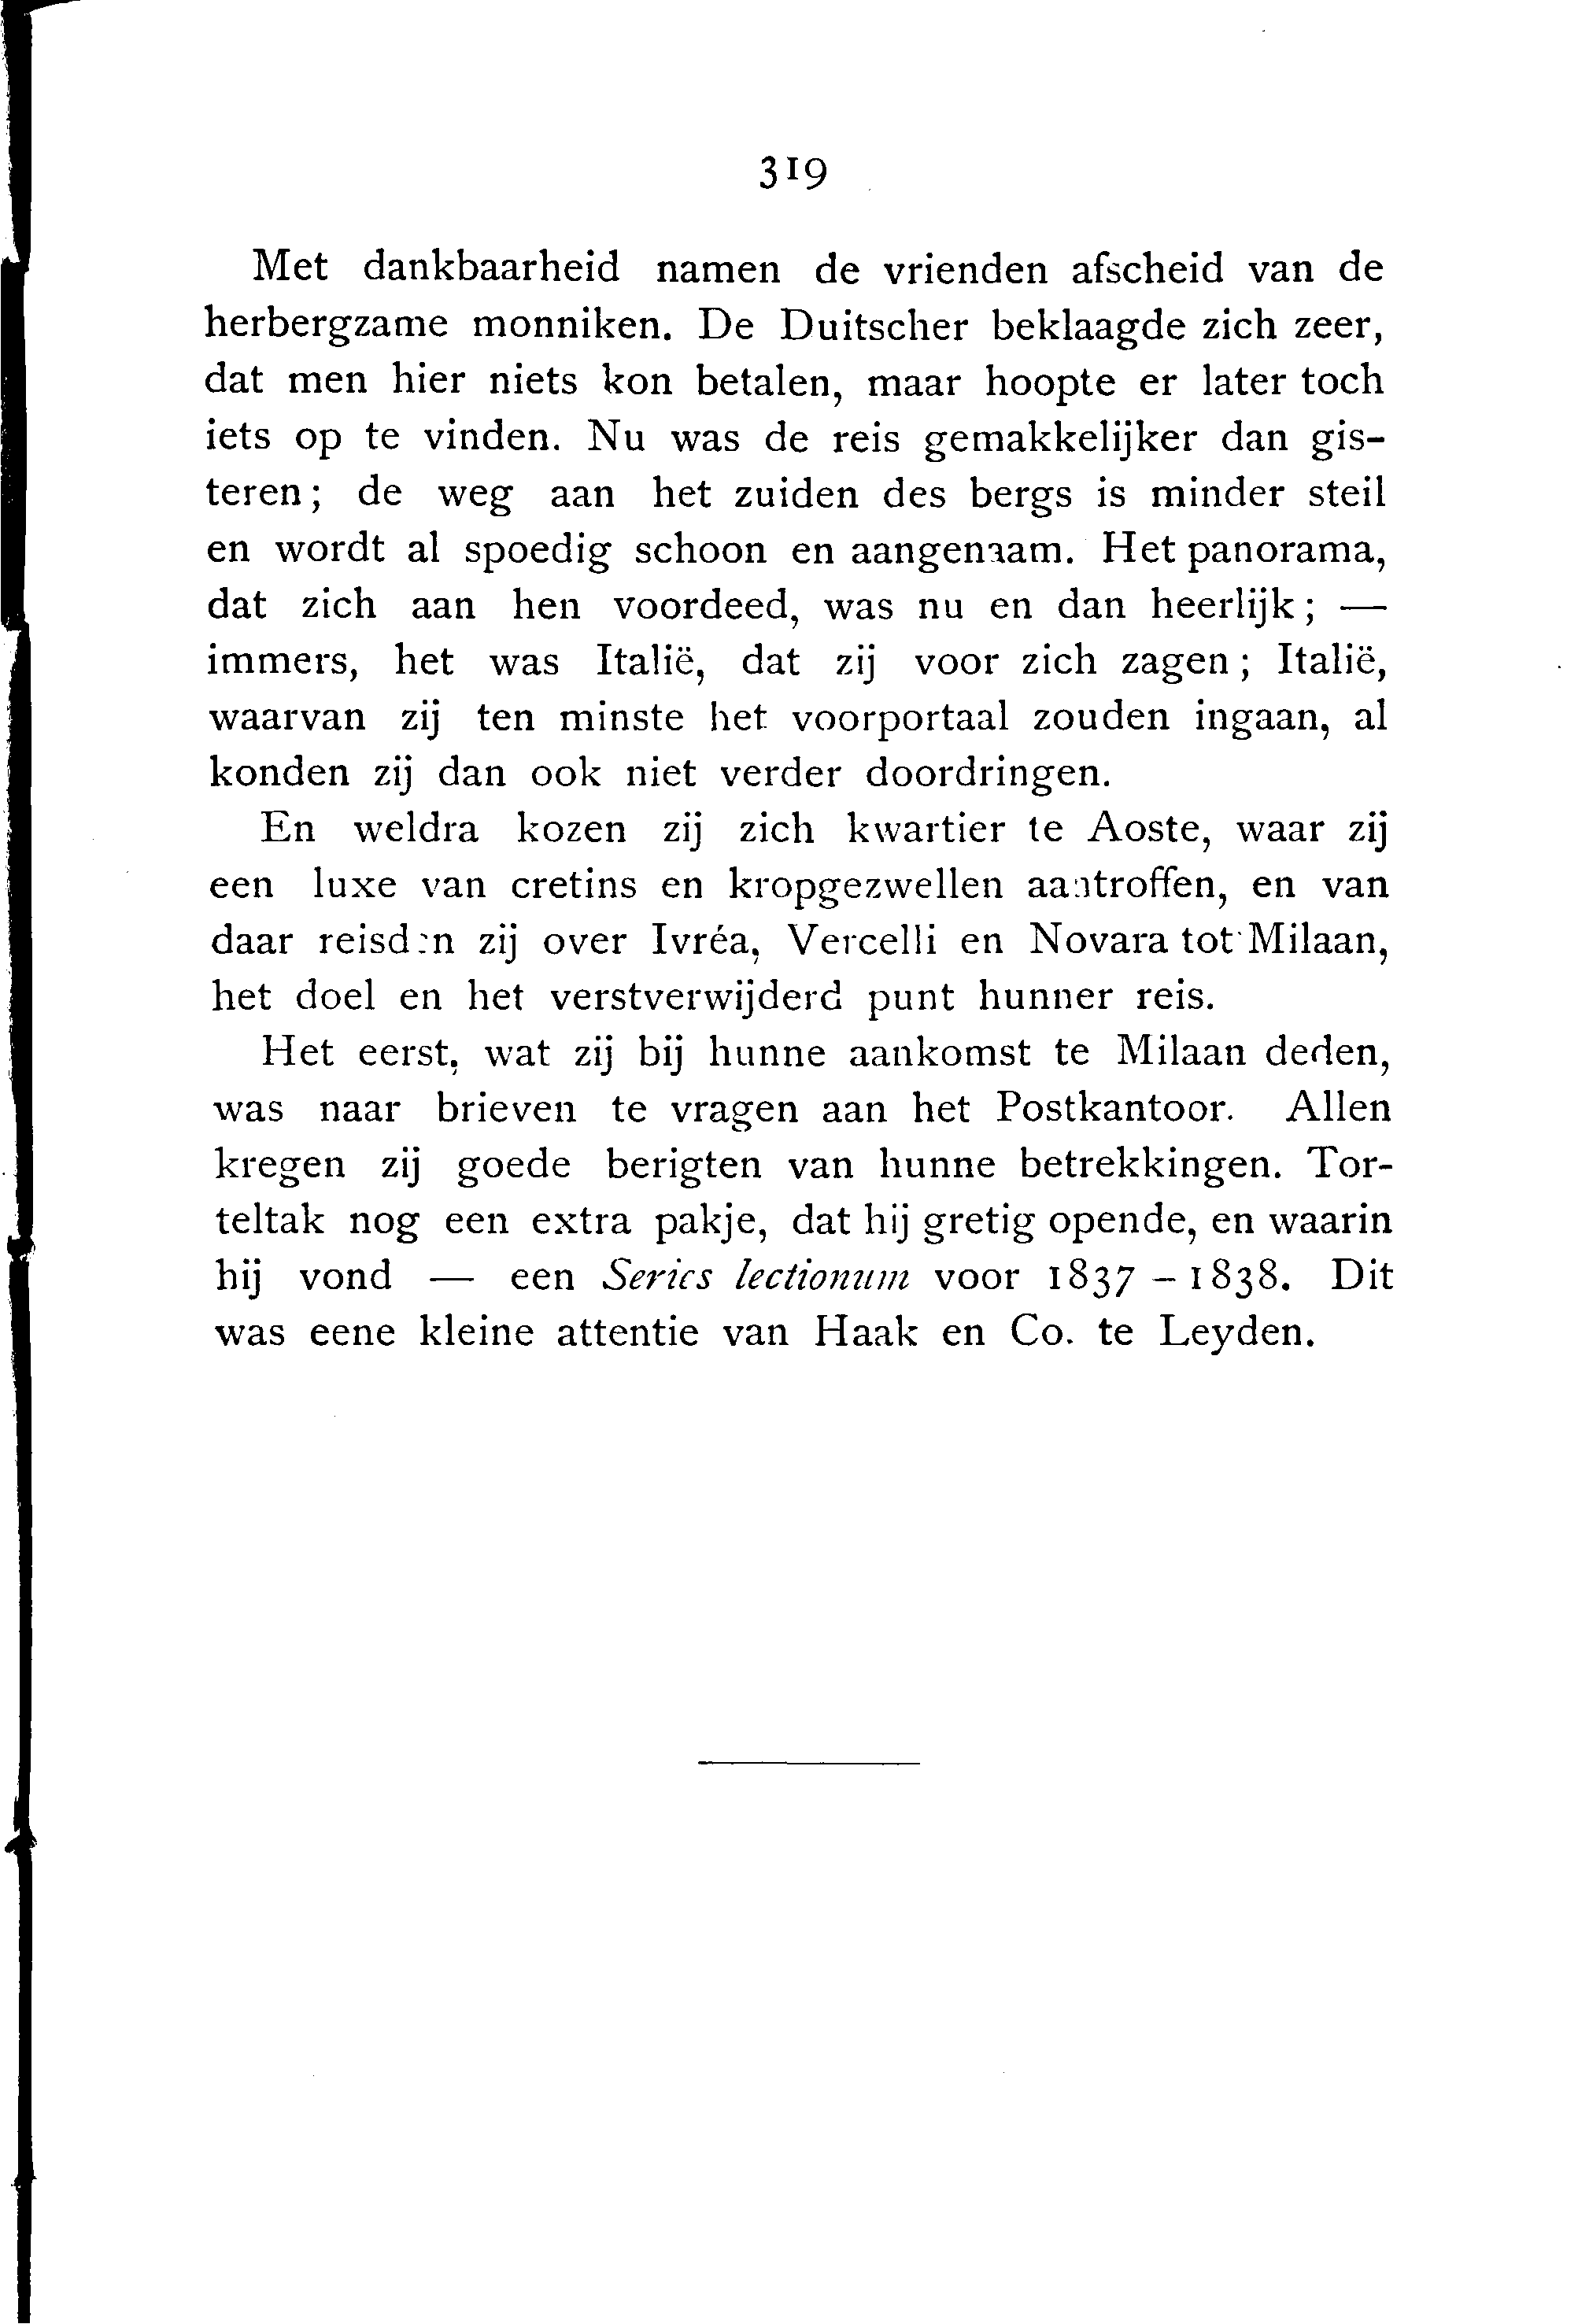 319
Met dankbaarheid namen de vrienden afscheid van de
herbergzame monniken. De Duitscher beklaagde zich zeer,
dat men hier niets kon betalen, maar hoopte er later toch
iets op te vinden. Nu was de reis gemakkelijker dan gis-
teren; de weg aan het zuiden des bergs is minder steil
en wordt al spoedig schoon en aangenaam. Het panorama,
dat zich aan hen voordeed, was nu en dan heerlijk; —
immers, het was Italië, dat zij voor zich zagen; Italië,
waarvan zij ten minste het voorportaal zouden ingaan, al
konden zij dan ook niet verder doordringen.
En weldra kozen zij zich kwartier te Aoste, waar zij
een luxe van cretins en kropgezwellen aantroffen, en van
daar reisden zij over Ivréa, Vercelli en Novara tot Milaan,
het doel en het verstverwijderd punt hunner reis.
Het eerst, wat zij bij hunne aankomst te Milaan deden,
was naar brieven te vragen aan het Postkantoor. Allen
kregen zij goede berigten van hunne betrekkingen. Tor-
teltak nog een extra pakje, dat hij gretig opende, en waarin
hij vond — een Series lectionum voor 1837 – 1838. Dit
was eene kleine attentie van Haak en Co. te Leyden.